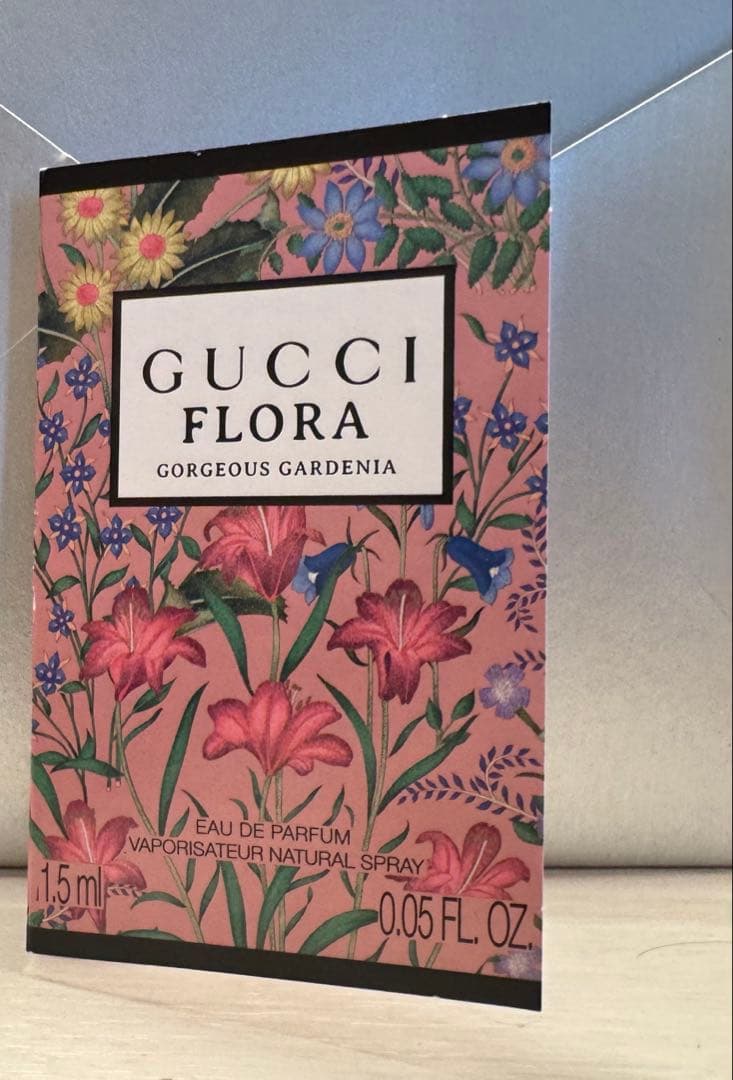 GUCCI
FLORA
GORGEOUS GARDENIA
EAU DE PARFUM
VAPORISATEUR NATURAL SPRAY
1.5 ml
0.05 FL. OZ.